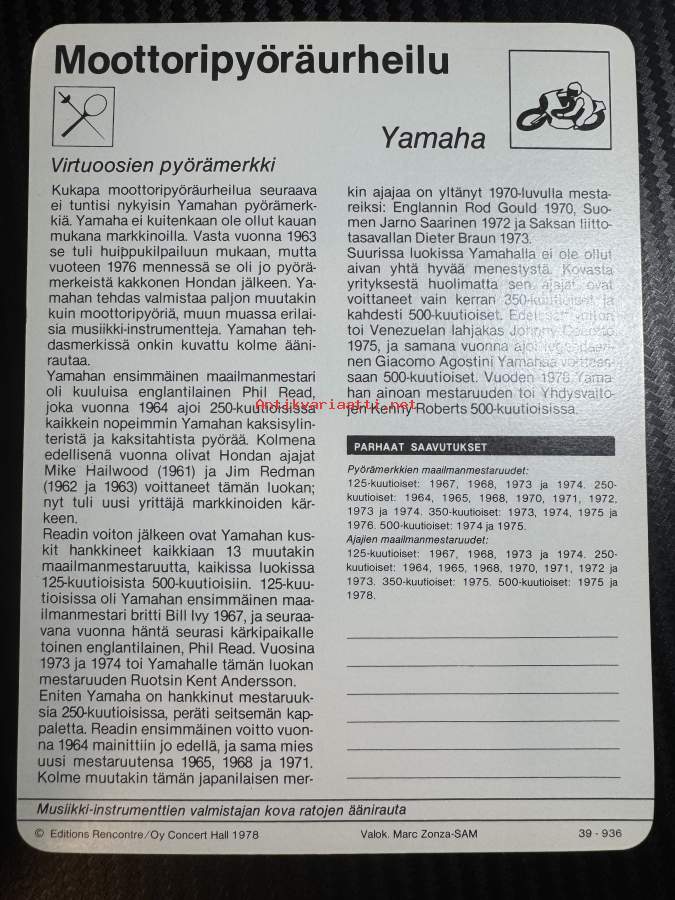 Moottoripyöräurheilu
Yamaha
Virtuoosien pyörämerkki
Kukapa moottoripyöräurheilua seuraava
ei tuntisi nykyisin Yamahan pyörämerk-
kiä. Yamaha ei kuitenkaan ole ollut kauan
mukana markkinoilla. Vasta vuonna 1963
se tuli huippukilpailuun mukaan, mutta
vuoteen 1976 mennessä se oli jo pyörä-
merkeistä kakkonen Hondan jälkeen. Ya-
mahan tehdas valmistaa paljon muutakin
kuin moottoripyöriä, muun muassa erilai-
sia musiikki-instrumentteja. Yamahan teh-
dasmerkissä onkin kuvattu kolme ääni-
rautaa.
Yamahan ensimmäinen maailmanmestari
oli kuuluisa englantilainen Phil Read,
joka vuonna 1964 ajoi 250-kuutioisissa
kaikkein nopeimmin Yamahan kaksisylin-
teristä ja kaksitahtista pyörää. Kolmena
edellisenä vuonna olivat Hondan ajajat
Mike Hailwood (1961) ja Jim Redman
(1962 ja 1963) voittaneet tämän luokan;
nyt tuli uusi yrittäjä markkinoiden kär-
keen.
Readin voiton jälkeen ovat Yamahan kus-
kit hankkineet kaikkiaan 13 muutakin
maailmanmestaruutta, kaikissa luokissa
125-kuutioisista 500-kuutioisiin. 125-kuu-
tioisissa oli Yamahan ensimmäinen maa-
ilmanmestari britti Bill Ivy 1967, ja seuraa-
vana vuonna häntä seurasi kärkipaikalle
toinen englantilainen, Phil Read. Vuosina
1973 ja 1974 toi Yamahalle tämän luokan
mestaruuden Ruotsin Kent Andersson.
Eniten Yamaha on hankkinut mestaruuk-
sia 250-kuutioisissa, peräti seitsemän kap-
paletta. Readin ensimmäinen voitto vuon-
na 1964 mainittiin jo edellä, ja sama mies
uusi mestaruutensa 1965, 1968 ja 1971.
Kolme muutakin tämän japanilaisen mer-
kin ajajaa on yltänyt 1970-luvulla mesta-
reiksi: Englannin Rod Gould 1970, Suo-
men Jarno Saarinen 1972 ja Saksan liitto-
tasavallan Dieter Braun 1973.
Suurissa luokissa Yamahalla ei ole ollut
aivan yhtä hyvää menestystä. Kovasta
yrityksestä huolimatta sen ajajat ovat
voittaneet vain kerran 350-kuutioiset ja
kahdesti 500-kuutioiset.
toi Venezuelan lahjakas Johnny
1975, ja samana vuonna ajoi
nen Giacomo Agostini Yamahaa
saan 500-kuutioiset. Vuoden 1978 Yama-
han ainoan mestaruuden toi Yhdysvalto-
jen Kenny Roberts 500-kuutioisissa.
Antikvariaatti.net
PARHAAT SAAVUTUKSET
Pyörämerkkien maailmanmestaruudet:
125-kuutioiset: 1967, 1968, 1973 ja 1974. 250-
kuutioiset: 1964, 1965, 1968, 1970, 1971, 1972,
1973 ja 1974. 350-kuutioiset: 1973, 1974, 1975 ja
1976. 500-kuutioiset: 1974 ja 1975.
Ajajien maailmanmestaruudet:
125-kuutioiset: 1967, 1968, 1973 ja 1974. 250-
kuutioiset: 1964, 1965, 1968, 1970, 1971, 1972 ja
1973. 350-kuutioiset: 1975. 500-kuutioiset: 1975 ja
1978.
Musiikki-instrumenttien valmistajan kova ratojen äänirauta
© Editions Rencontre/Oy Concert Hall 1978
Valok. Marc Zonza-SAM
39 - 936